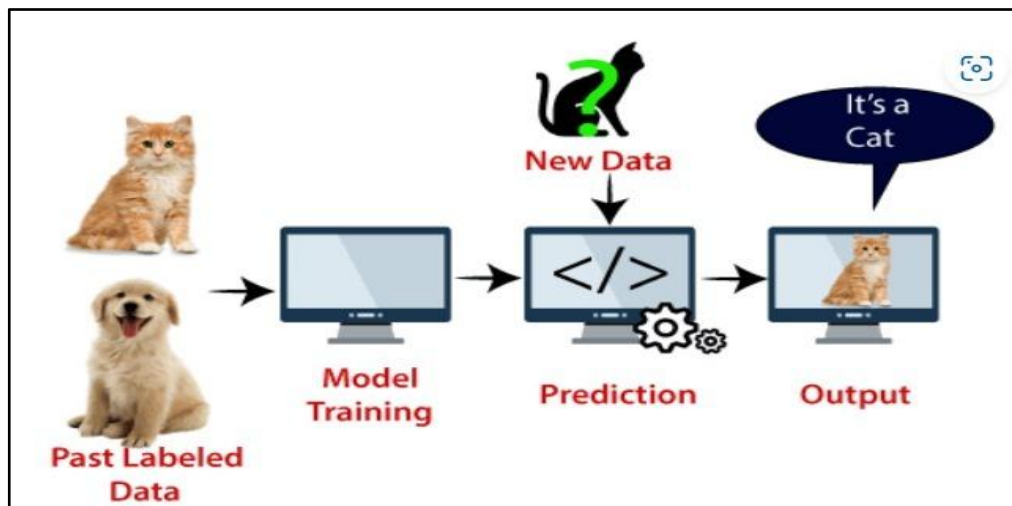 ?
New Data
It's a
Cat
</>
Model
Training
Prediction
Output
Past Labeled
Data